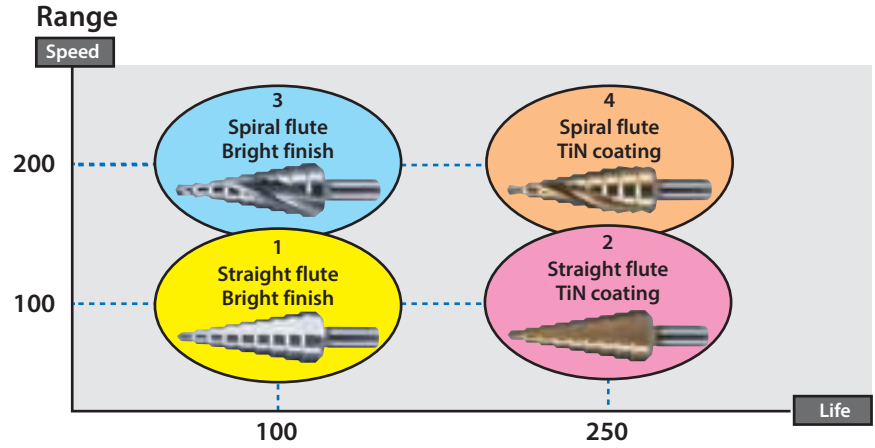 Range
Speed
3
Spiral flute
Bright finish
4
Spiral flute
TiN coating
200
1
Straight flute
Bright finish
2
Straight flute
TiN coating
100
Life
100
250